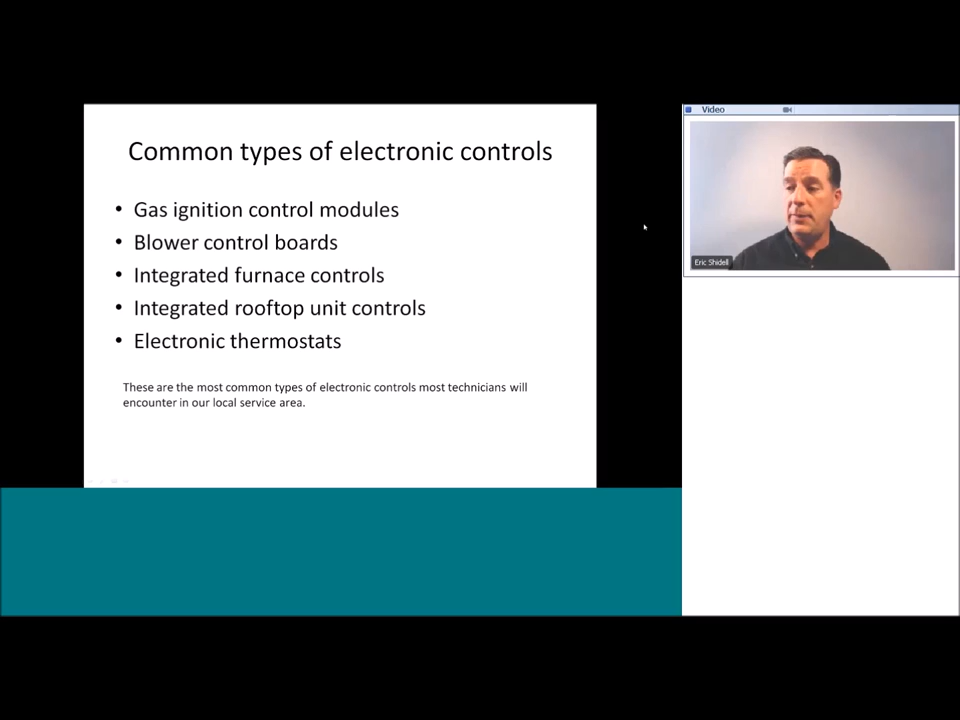 Common types of electronic controls
• Gas ignition control modules
• Blower control boards
• Integrated furnace controls
• Integrated rooftop unit controls
• Electronic thermostats
These are the most common types of electronic controls most technicians will
encounter in our local service area.
Video
Eric Shidell